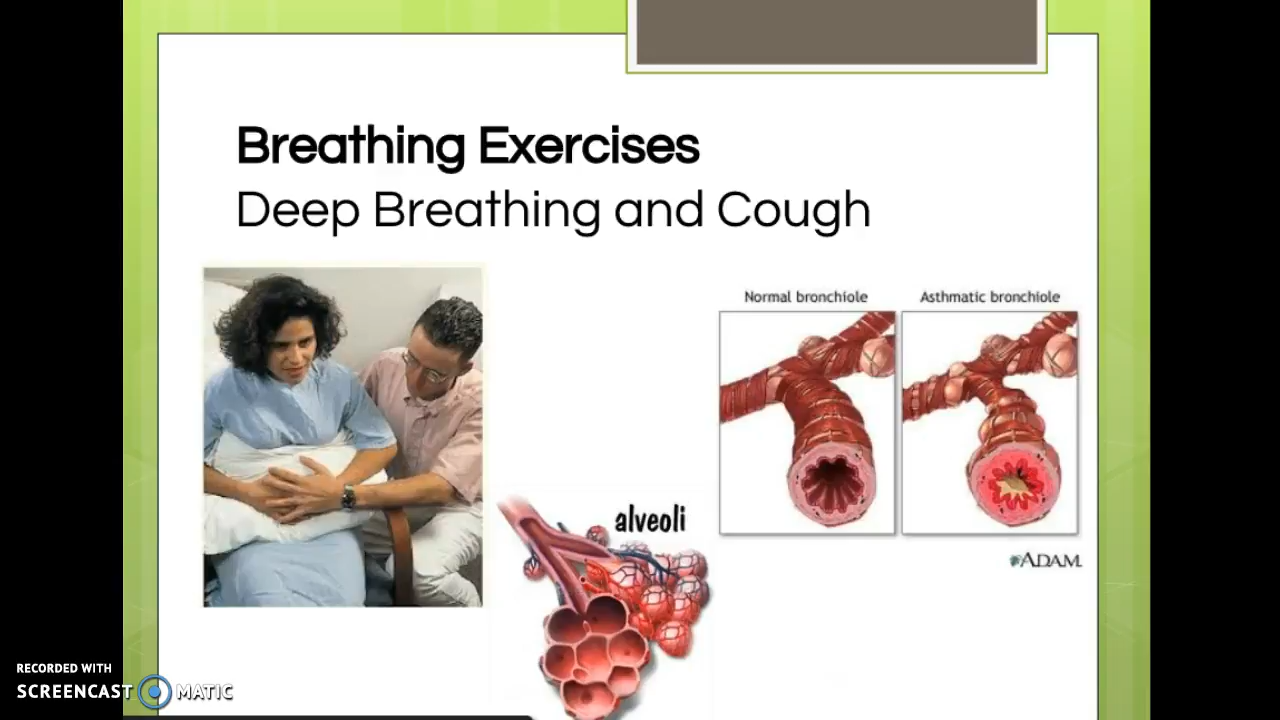 Breathing Exercises
Deep Breathing and Cough
Normal bronchiole
Asthmatic bronchiole
alveoli
ADAM.
RECORDED WITH
SCREENCAST MATIC